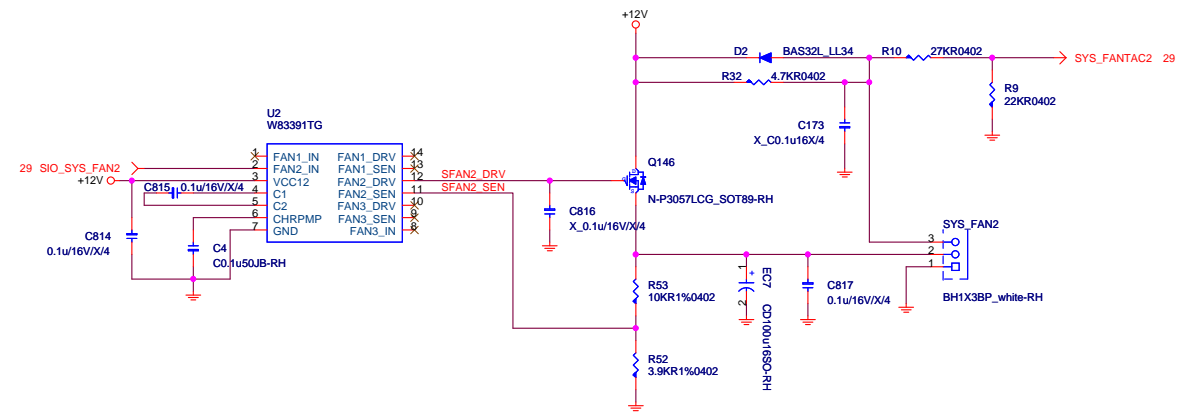 +12V
D2
BAS32L_LL34
R10
27KR0402
SYS_FANTAC2 29
R32
4.7KR0402
R9
22KR0402
C173
X_C0.1u16X/4
U2
W83391TG
29 SIO_SYS_FAN2
+12V
1 FAN1_IN
2 FAN2_IN
3 VCC12
4 C1
5 C2
6 CHRPMP
7 GND
FAN1_DRV 14
FAN1_SEN 13
FAN2_DRV 12
FAN2_SEN 11
FAN3_DRV 10
FAN3_SEN 9
FAN3_IN 8
C815
0.1u/16V/X/4
C814
0.1u/16V/X/4
C4
C0.1u50JB-RH
SFAN2_DRV
SFAN2_SEN
Q146
G
D
S
N-P3057LCG_SOT89-RH
C816
X_0.1u/16V/X/4
SYS_FAN2
3
2
1
BH1X3BP_white-RH
R53
10KR1%0402
R52
3.9KR1%0402
1
+
2
EC7
CD100u16SO-RH
C817
0.1u/16V/X/4